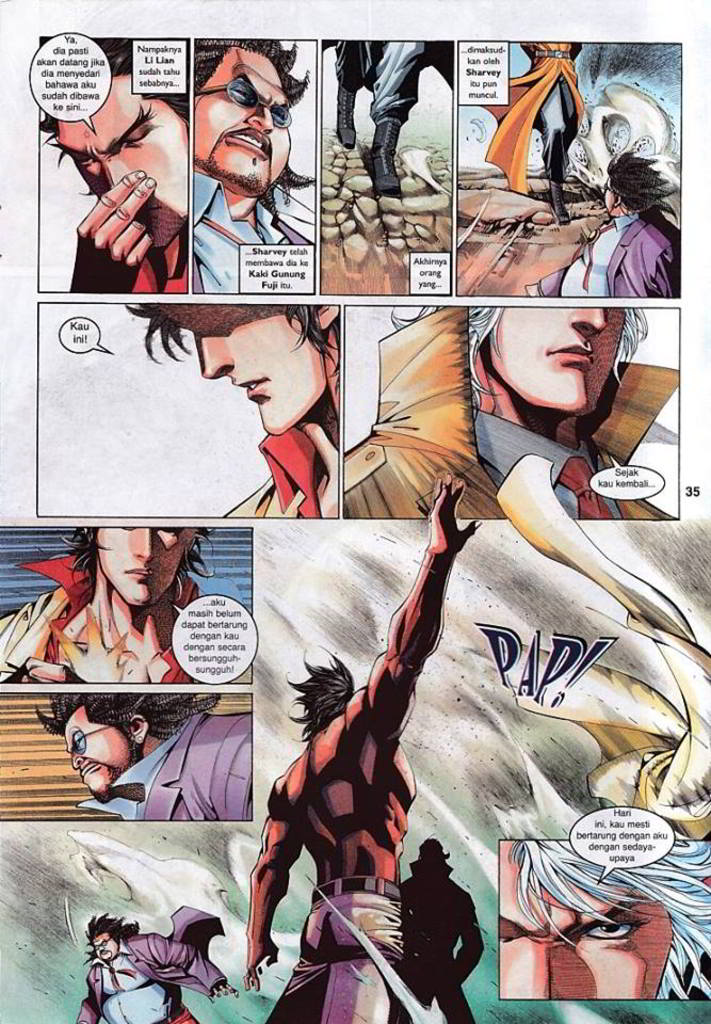 Ya,
dia pasti
akan datang jika
dia menyedari
bahawa aku
sudah dibawa
ke sini...
Nampaknya
Li Lian
sudah tahu
sebabnya...
...Sharvey telah
membawa dia ke
Kaki Gunung
Fuji itu.
Akhirnya
orang
yang...
...dimaksud-
kan oleh
Sharvey
itu pun
muncul.
Kau
ini!
Sejak
kau kembali...
35
...aku
masih belum
dapat bertarung
dengan kau
dengan secara
bersungguh-
sungguh!
PAP!
Hari
ini, kau mesti
bertarung dengan aku
dengan sedaya-
upaya